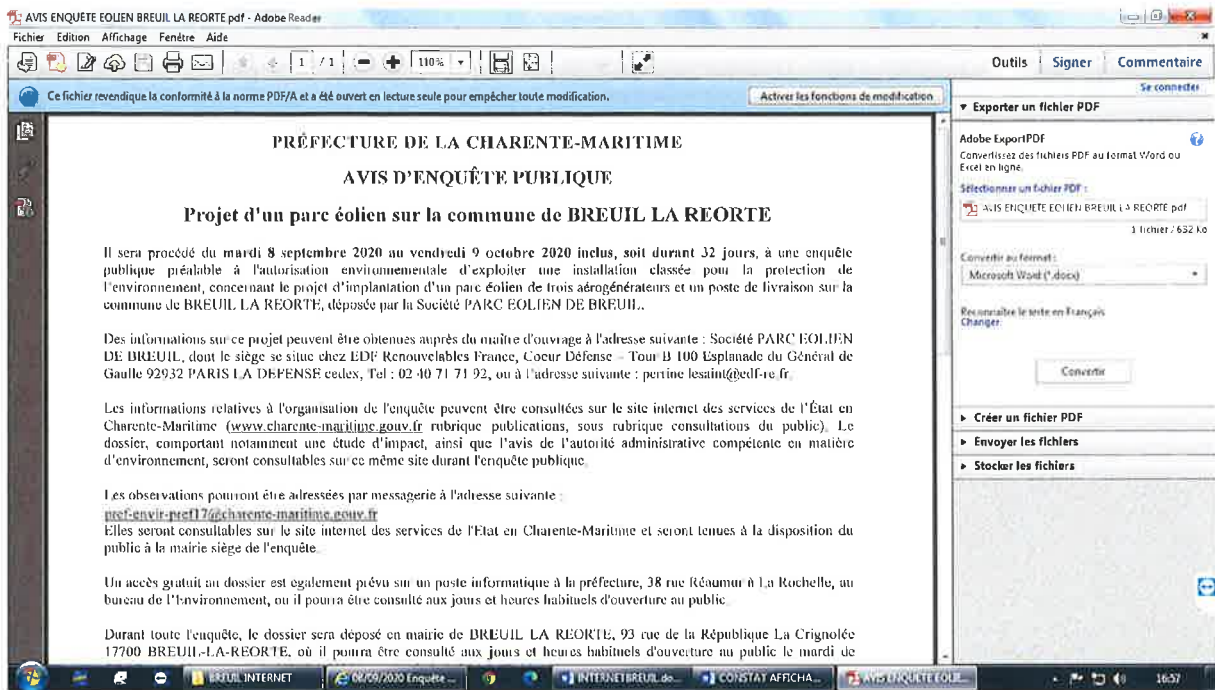 AVIS ENQUÊTE EOLIEN BREUIL LA REORTE pdf - Adobe Reader
Fichier Edition Affichage Fenêtre Aide
1 / 1 110% Outils Signer Commentaire
Ce fichier revendique la conformité à la norme PDF/A et a été ouvert en lecture seule pour empêcher toute modification. Activer les fonctions de modification
Se connecter
Exporter un fichier PDF
Adobe ExportPDF
Convertissez des fichiers PDF au format Word ou
Excel en ligne.
Sélectionner un fichier PDF :
AVIS ENQUETE EOLIEN BREUIL LA REORTE pdf
1 fichier / 632 Ko
Convertir au format :
Microsoft Word (*.docx)
Reconnaître le texte en Français
Changer
Convertir
Créer un fichier PDF
Envoyer les fichiers
Stocker les fichiers
PRÉFECTURE DE LA CHARENTE-MARITIME
AVIS D'ENQUÊTE PUBLIQUE
Projet d'un parc éolien sur la commune de BREUIL LA REORTE
Il sera procédé du mardi 8 septembre 2020 au vendredi 9 octobre 2020 inclus, soit durant 32 jours, à une enquête
publique préalable à l'autorisation environnementale d'exploiter une installation classée pour la protection de
l'environnement, concernant le projet d'implantation d'un parc éolien de trois aérogénérateurs et un poste de livraison sur la
commune de BREUIL LA REORTE, déposée par la Société PARC EOLIEN DE BREUIL.
Des informations sur ce projet peuvent être obtenues auprès du maître d'ouvrage à l'adresse suivante : Société PARC EOLIEN
DE BREUIL, dont le siège se situe chez EDF Renouvelables France, Coeur Défense – Tour B 100 Esplanade du Général de
Gaulle 92932 PARIS LA DEFENSE cedex, Tel : 02 40 71 71 92, ou à l'adresse suivante : perrine lesaint@edf-re.fr
Les informations relatives à l'organisation de l'enquête peuvent être consultées sur le site internet des services de l'État en
Charente-Maritime (www.charente-maritime.gouv.fr rubrique publications, sous rubrique consultations du public). Le
dossier, comportant notamment une étude d'impact, ainsi que l'avis de l'autorité administrative compétente en matière
d'environnement, seront consultables sur ce même site durant l'enquête publique.
Les observations pourront être adressées par messagerie à l'adresse suivante :
pref-envir-pref17@charente-maritime.gouv.fr
Elles seront consultables sur le site internet des services de l'Etat en Charente-Maritime et seront tenues à la disposition du
public à la mairie siège de l'enquête.
Un accès gratuit au dossier est également prévu sur un poste informatique à la préfecture, 38 rue Réaumur à La Rochelle, au
bureau de l'Environnement, ou il pourra être consulté aux jours et heures habituels d'ouverture au public
Durant toute l'enquête, le dossier sera déposé en mairie de BREUIL LA REORTE, 93 rue de la République La Crignolée
17700 BREUIL-LA-REORTE, où il pourra être consulté aux jours et heures habituels d'ouverture au public le mardi de
BREUIL INTERNET 08/09/2020 Enquête ... INTERNET BREUIL.do... CONSTAT AFFICHA... AVIS ENQUETE EOLIE... 16:57